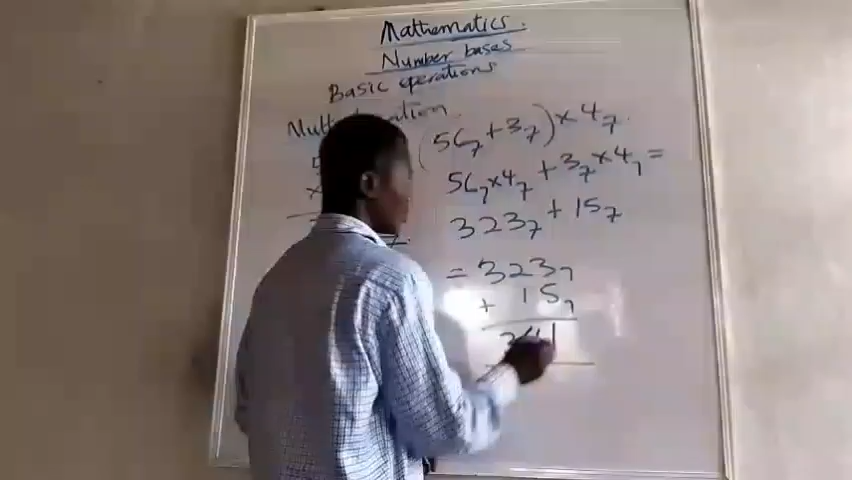 Mathematics.
Number bases
Basic operations
(56₇ + 3₇) × 4₇.
56₇ × 4₇ + 3₇ × 4₇ =
323₇ + 15₇
= 323₇
+ 15₇